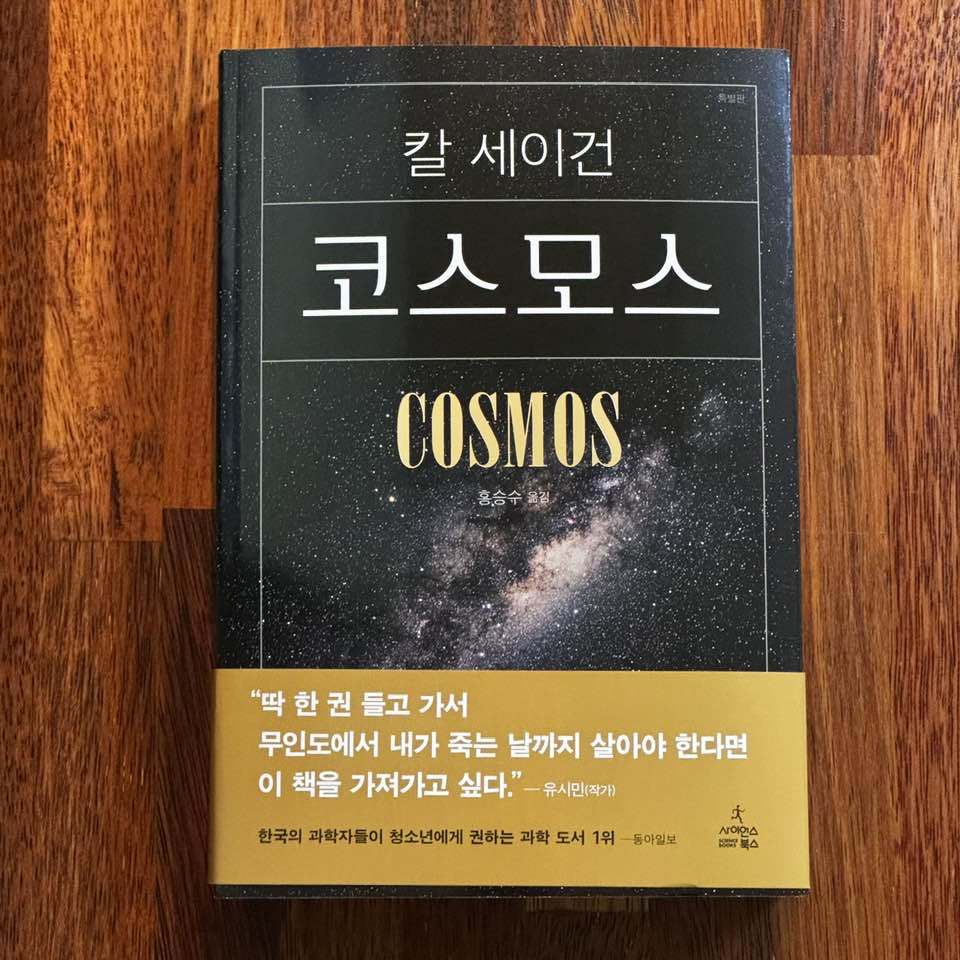 특별판
칼 세이건
코스모스
COSMOS
홍승수 옮김
“딱 한 권 들고 가서
무인도에서 내가 죽는 날까지 살아야 한다면
이 책을 가져가고 싶다.” — 유시민(작가)
한국의 과학자들이 청소년에게 권하는 과학 도서 1위 —동아일보
사이언스
SCIENCE BOOKS 북스